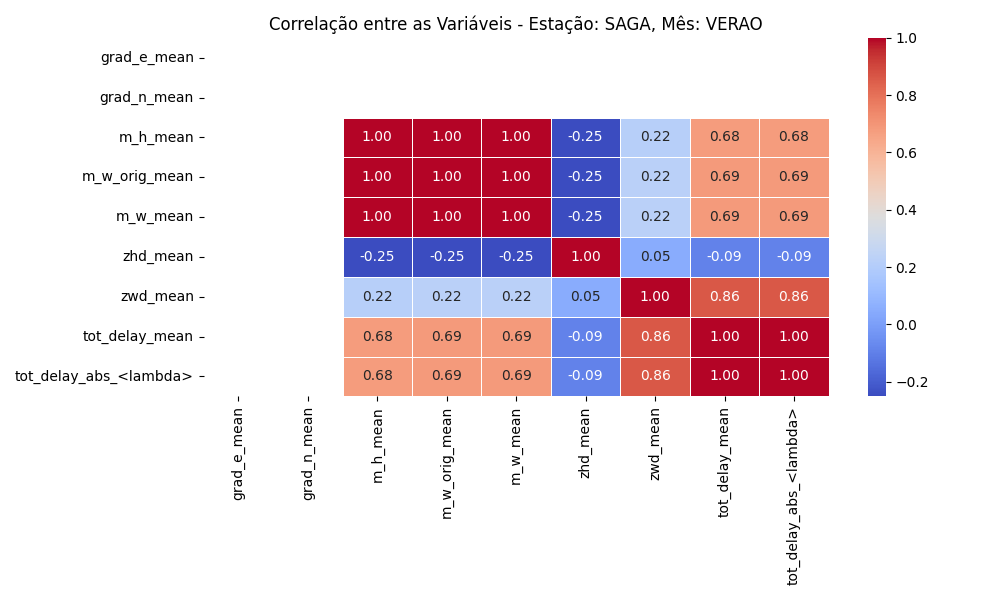 Correlação entre as Variáveis - Estação: SAGA, Mês: VERAO
grad_e_mean
grad_n_mean
m_h_mean 1.00 1.00 1.00 -0.25 0.22 0.68 0.68
m_w_orig_mean 1.00 1.00 1.00 -0.25 0.22 0.69 0.69
m_w_mean 1.00 1.00 1.00 -0.25 0.22 0.69 0.69
zhd_mean -0.25 -0.25 -0.25 1.00 0.05 -0.09 -0.09
zwd_mean 0.22 0.22 0.22 0.05 1.00 0.86 0.86
tot_delay_mean 0.68 0.69 0.69 -0.09 0.86 1.00 1.00
tot_delay_abs_<lambda> 0.68 0.69 0.69 -0.09 0.86 1.00 1.00
grad_e_mean
grad_n_mean
m_h_mean
m_w_orig_mean
m_w_mean
zhd_mean
zwd_mean
tot_delay_mean
tot_delay_abs_<lambda>
1.0
0.8
0.6
0.4
0.2
0.0
−0.2